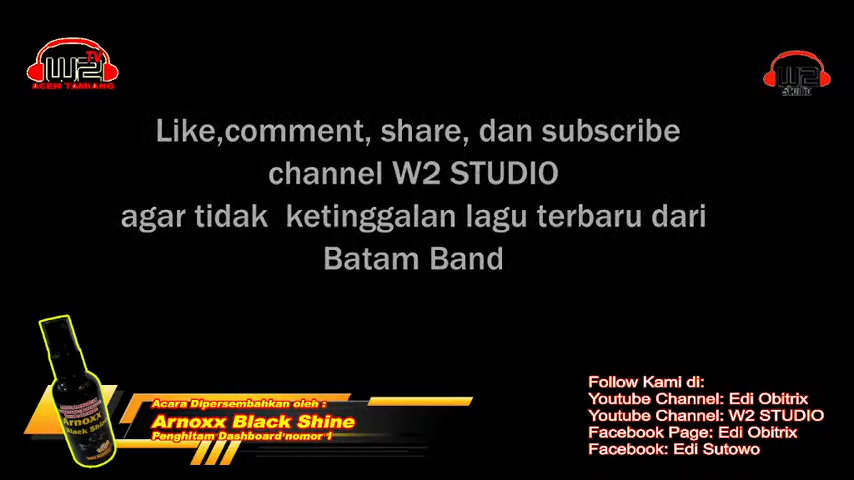 W2 TV
ACEH TAMIANG
W2
studio
Like,comment, share, dan subscribe
channel W2 STUDIO
agar tidak ketinggalan lagu terbaru dari
Batam Band
Arnoxx
Black Shine
Acara Dipersembahkan oleh :
Arnoxx Black Shine
Penghitam Dashboard nomor 1
Follow Kami di:
Youtube Channel: Edi Obitrix
Youtube Channel: W2 STUDIO
Facebook Page: Edi Obitrix
Facebook: Edi Sutowo